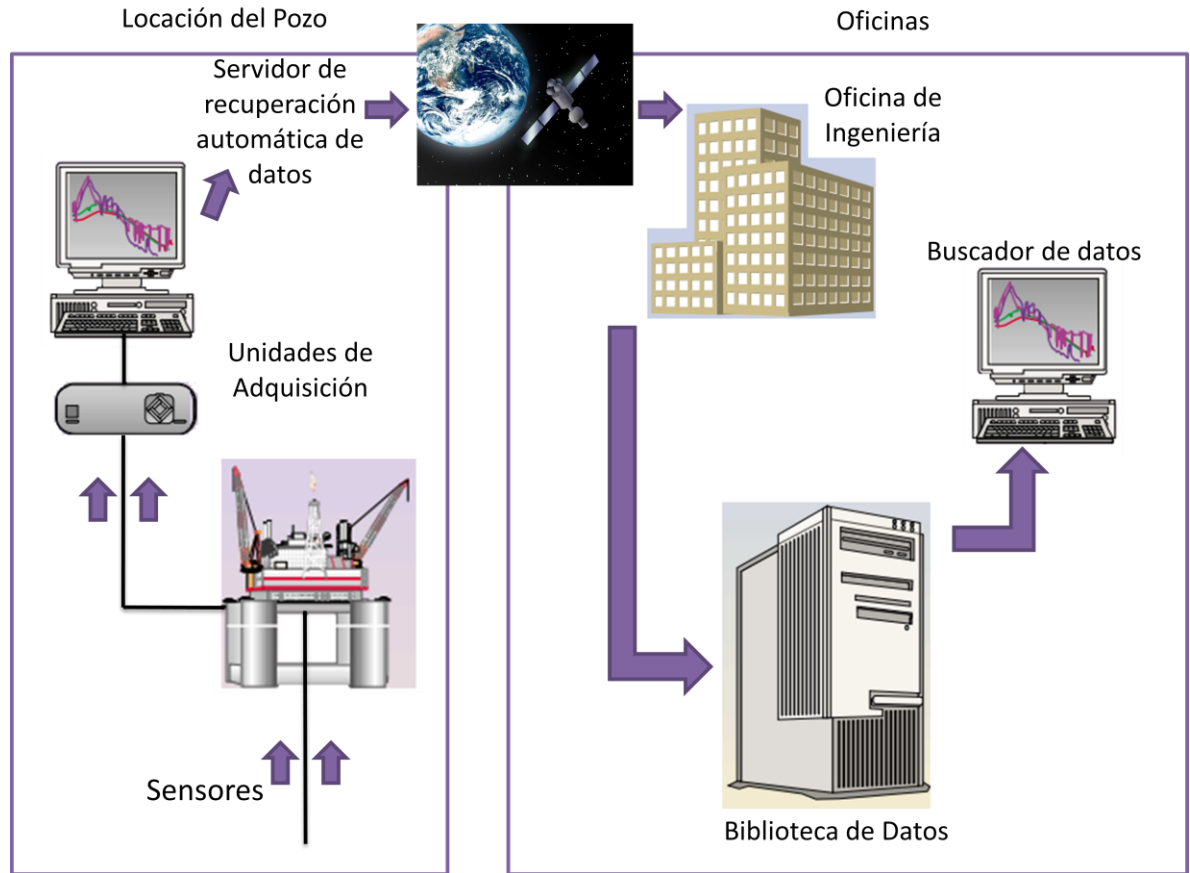 Locación del Pozo
Oficinas
Servidor de
recuperación
automática de
datos
Unidades de
Adquisición
Sensores
Oficina de
Ingeniería
Buscador de datos
Biblioteca de Datos